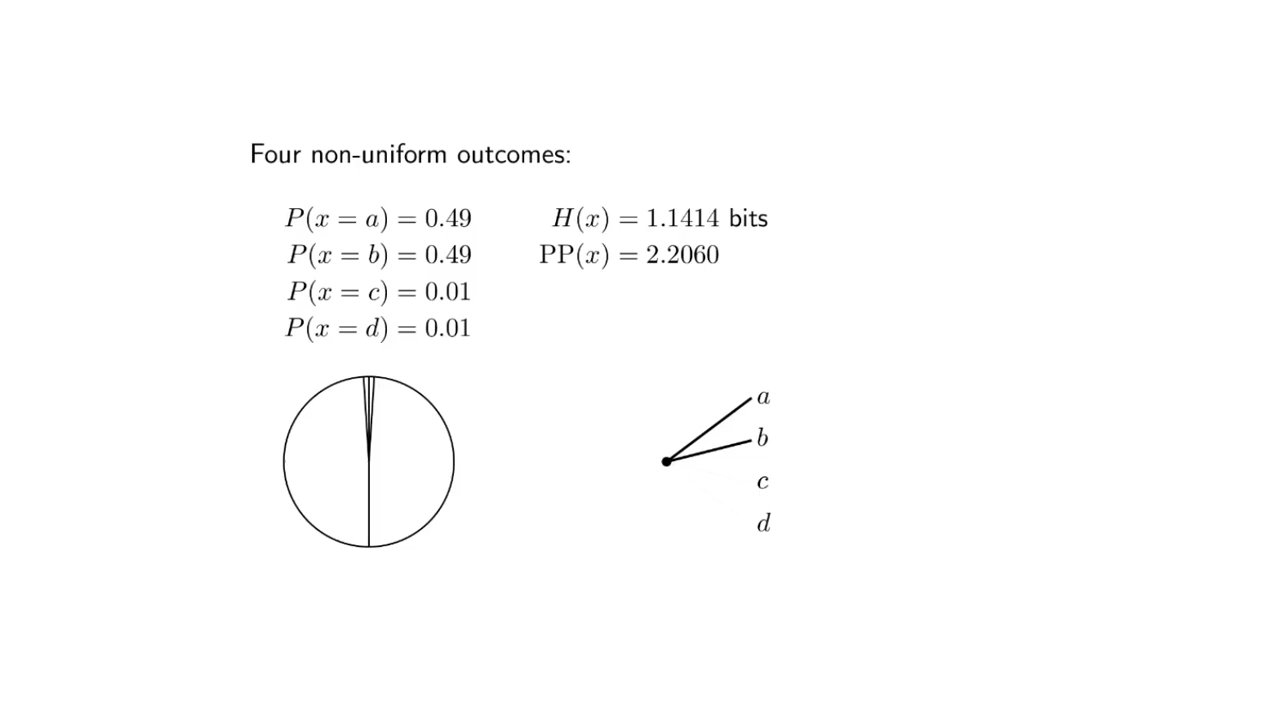 Four non-uniform outcomes:
P(x = a) = 0.49
P(x = b) = 0.49
P(x = c) = 0.01
P(x = d) = 0.01
H(x) = 1.1414 bits
PP(x) = 2.2060
a
b
c
d